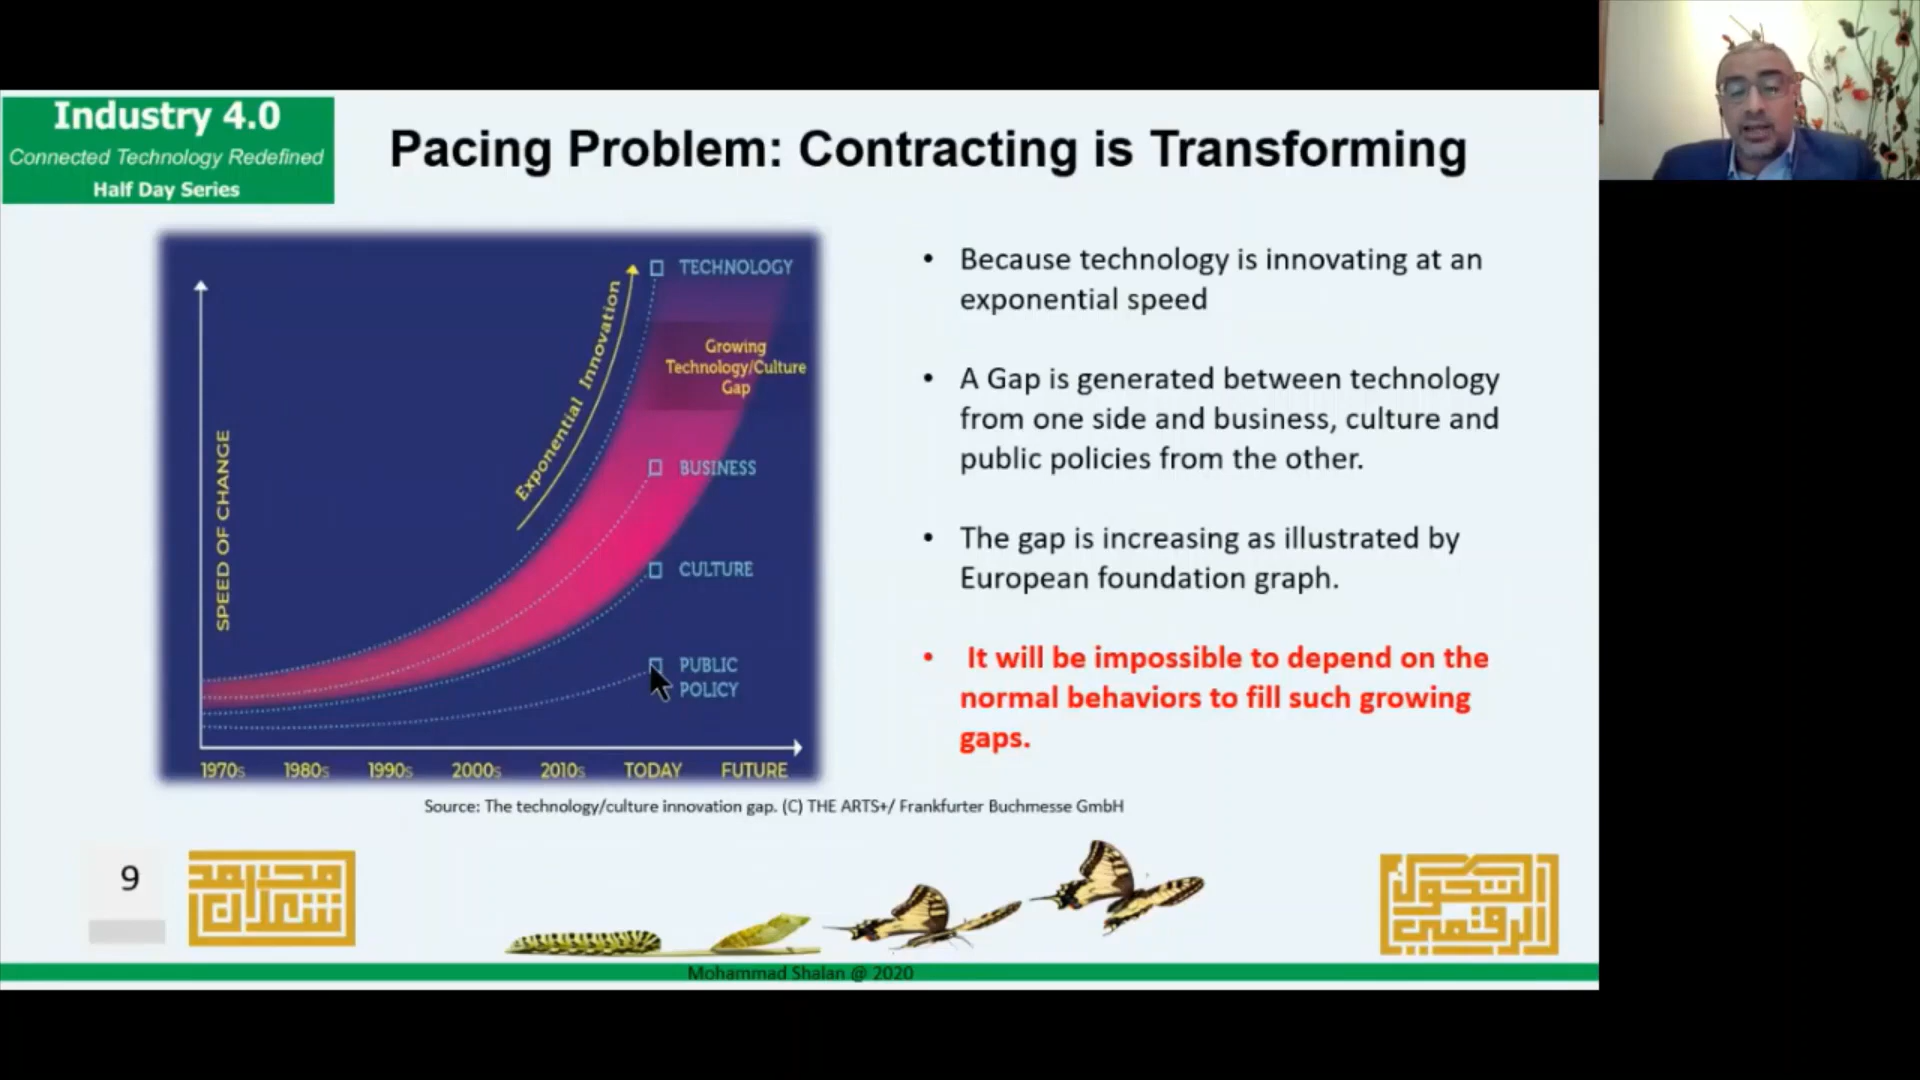 Industry 4.0
Connected Technology Redefined
Half Day Series
Pacing Problem: Contracting is Transforming
TECHNOLOGY
Exponential Innovation
Growing
Technology/Culture
Gap
BUSINESS
SPEED OF CHANGE
CULTURE
PUBLIC
POLICY
1970s 1980s 1990s 2000s 2010s TODAY FUTURE
• Because technology is innovating at an
exponential speed
• A Gap is generated between technology
from one side and business, culture and
public policies from the other.
• The gap is increasing as illustrated by
European foundation graph.
• It will be impossible to depend on the
normal behaviors to fill such growing
gaps.
Source: The technology/culture innovation gap. (C) THE ARTS+/ Frankfurter Buchmesse GmbH
9
محمد
شعلان
التحول
الرقمي
Mohammad Shalan @ 2020